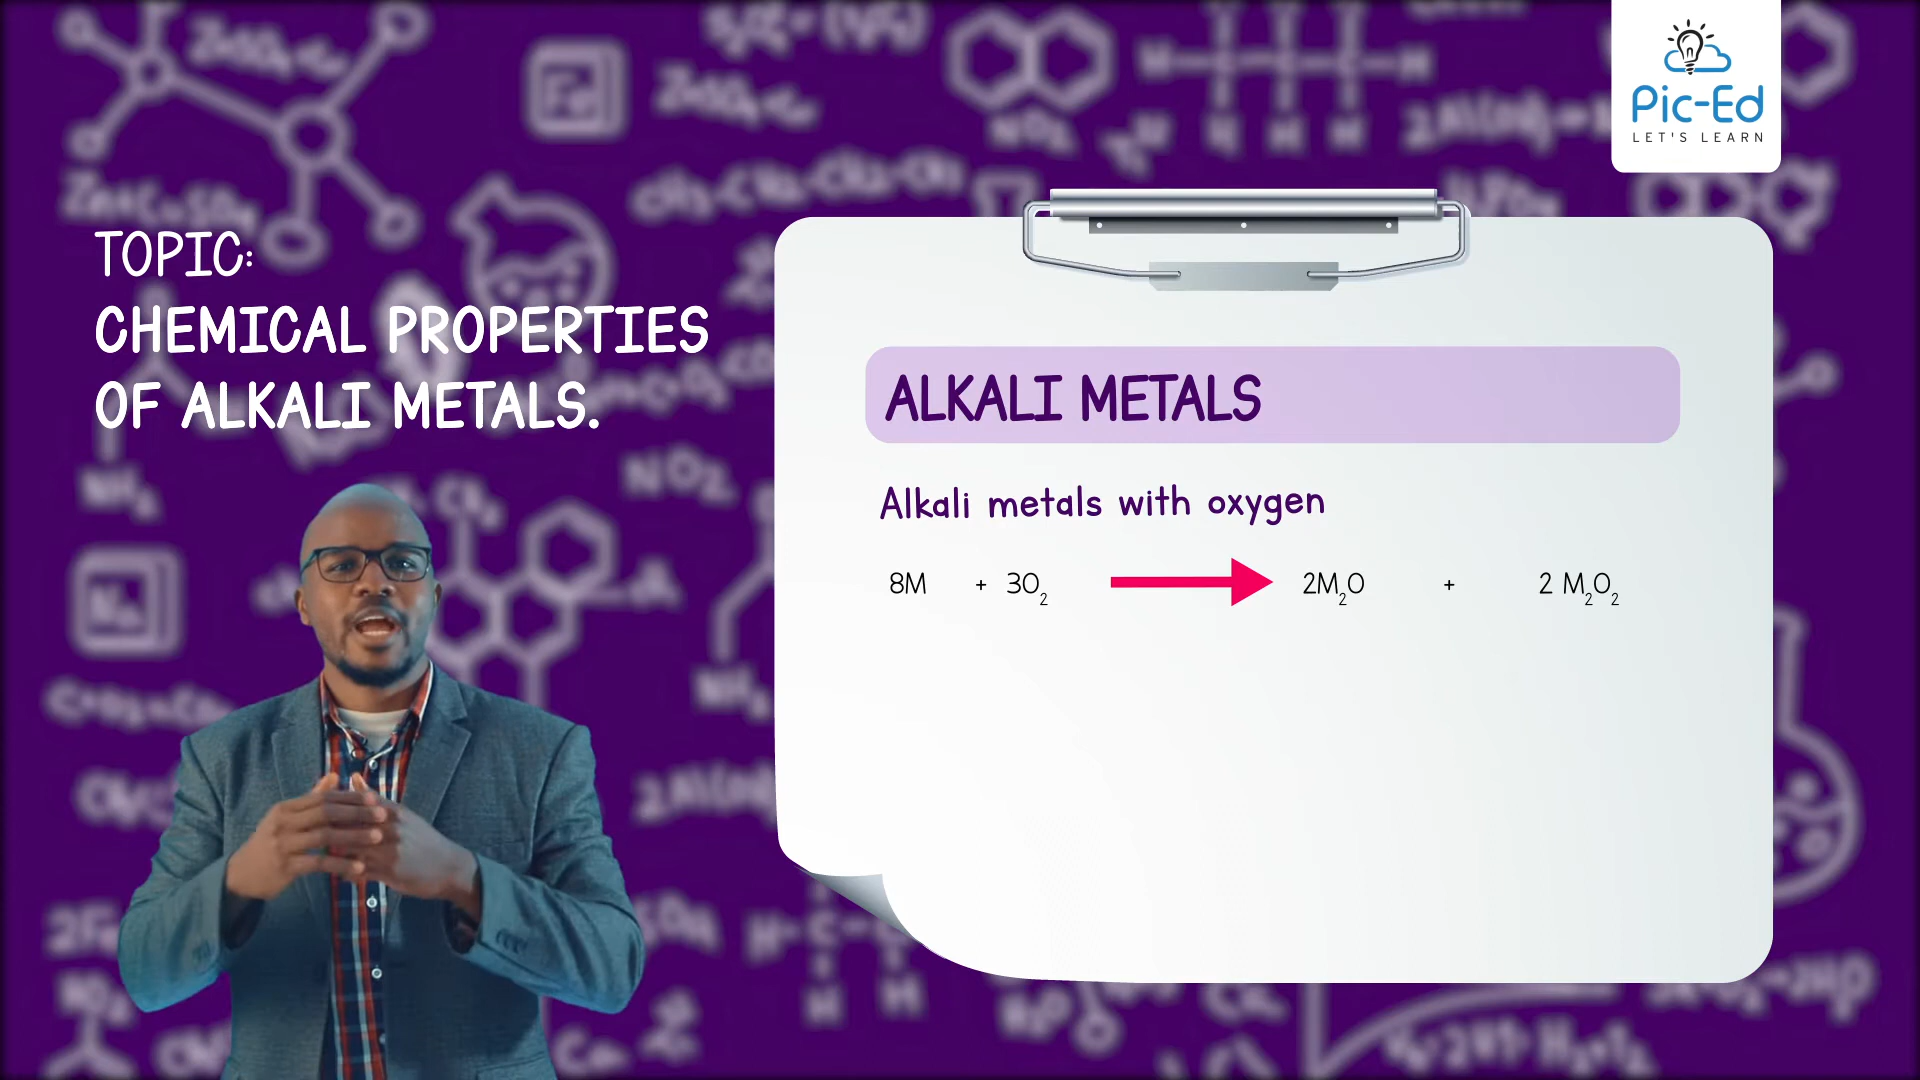 Pic-Ed
LET'S LEARN
TOPIC:
CHEMICAL PROPERTIES
OF ALKALI METALS.
ALKALI METALS
Alkali metals with oxygen
8M + 3O₂ 2M₂O + 2 M₂O₂